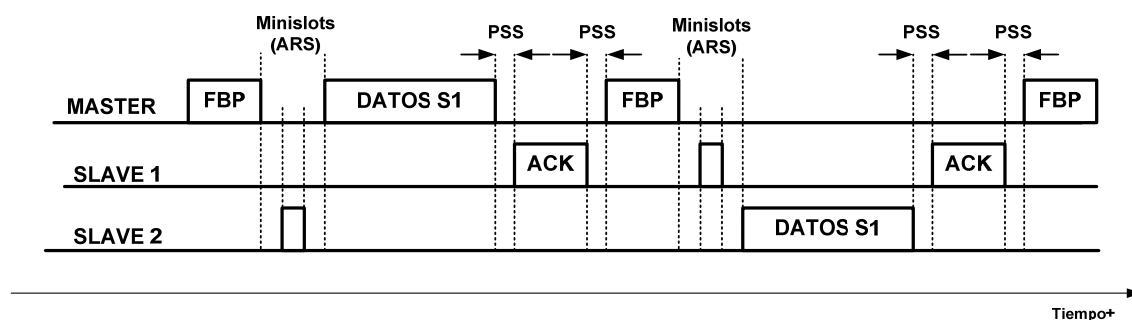 Minislots
(ARS)
PSS
PSS
Minislots
(ARS)
PSS
PSS
MASTER
FBP
DATOS S1
FBP
FBP
SLAVE 1
ACK
ACK
SLAVE 2
DATOS S1
Tiempo+